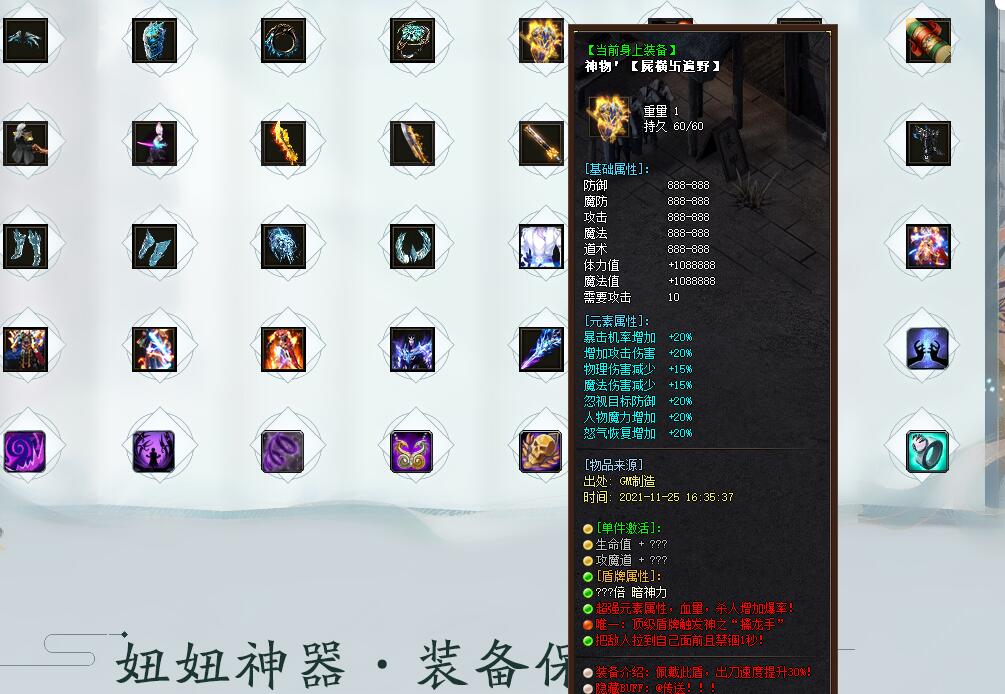 【当前身上装备】
神物'【屍横卐遍野】
重量 1
持久 60/60
[基础属性]:
防御 888-888
魔防 888-888
攻击 888-888
魔法 888-888
道术 888-888
体力值 +1088888
魔法值 +1088888
需要攻击 10
[元素属性]:
暴击机率增加 +20%
增加攻击伤害 +20%
物理伤害减少 +15%
魔法伤害减少 +15%
忽视目标防御 +20%
人物魔力增加 +20%
怒气恢复增加 +20%
[物品来源]
出处: GM制造
时间: 2021-11-25 16:35:37
[单件激活]:
生命值 + ???
攻魔道 + ???
[盾牌属性]:
???倍 暗神力
超强元素属性，血量，杀人增加爆率！
唯一：顶级盾牌触发神之“擒龙手”
把敌人拉到自己面前且禁锢1秒！
装备介绍：佩戴此盾，出刀速度提升30%！
隐藏BUFF：@传送！！！
妞妞神器·装备保